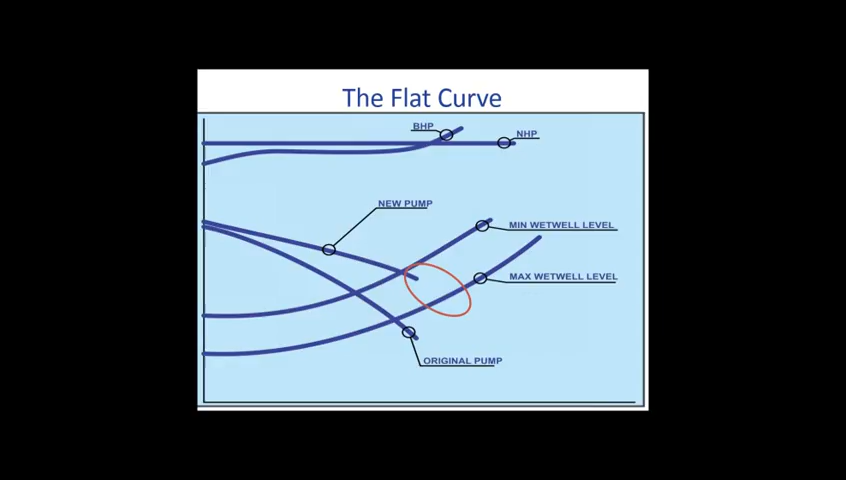 The Flat Curve
BHP
NHP
NEW PUMP
MIN WETWELL LEVEL
MAX WETWELL LEVEL
ORIGINAL PUMP